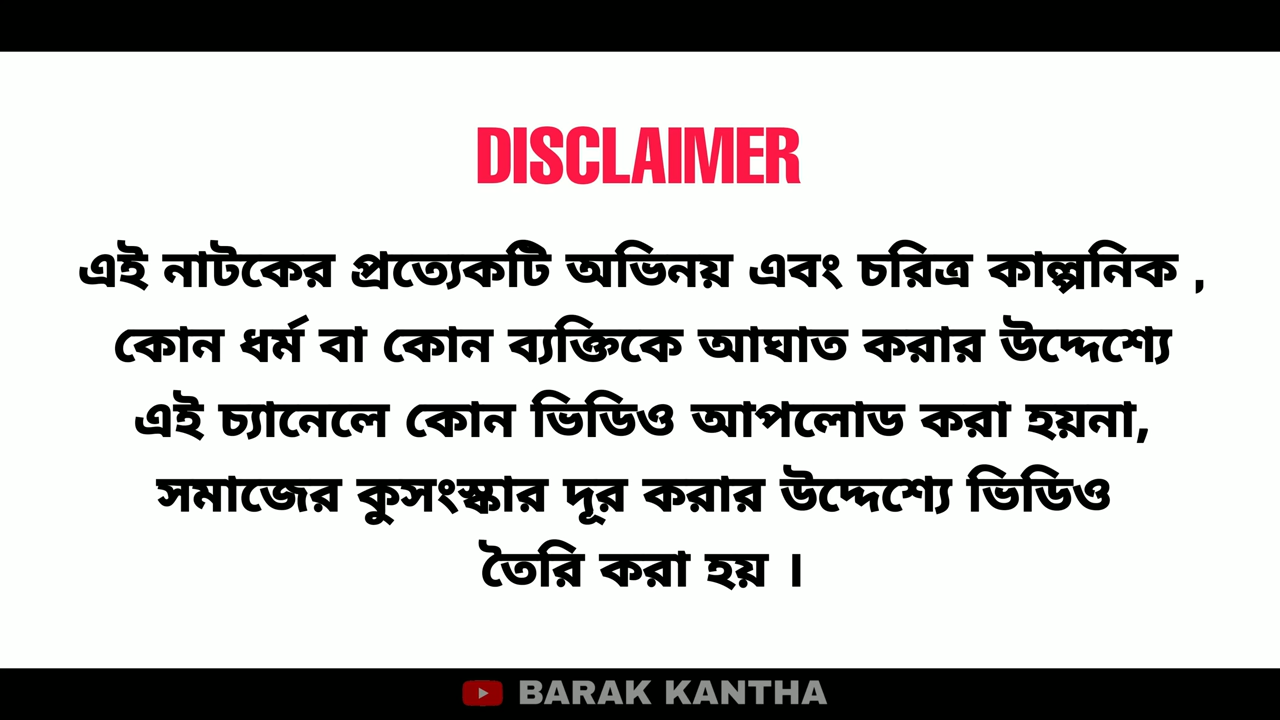 DISCLAIMER
এই নাটকের প্রত্যেকটি অভিনয় এবং চরিত্র কাল্পনিক ,
কোন ধর্ম বা কোন ব্যক্তিকে আঘাত করার উদ্দেশ্যে
এই চ্যানেলে কোন ভিডিও আপলোড করা হয়না,
সমাজের কুসংস্কার দূর করার উদ্দেশ্যে ভিডিও
তৈরি করা হয় ।
BARAK KANTHA